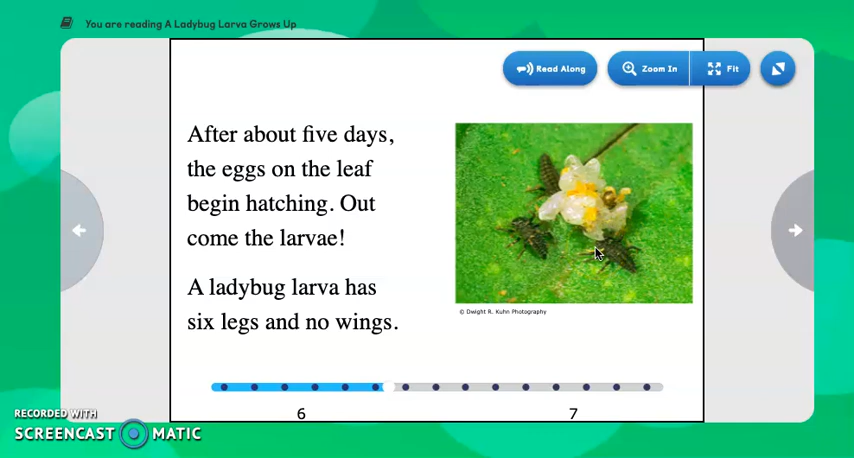 You are reading A Ladybug Larva Grows Up
Read Along
Zoom In
Fit
After about five days,
the eggs on the leaf
begin hatching. Out
come the larvae!
A ladybug larva has
six legs and no wings.
© Dwight R. Kuhn Photography
6
7
RECORDED WITH
SCREENCAST MATIC